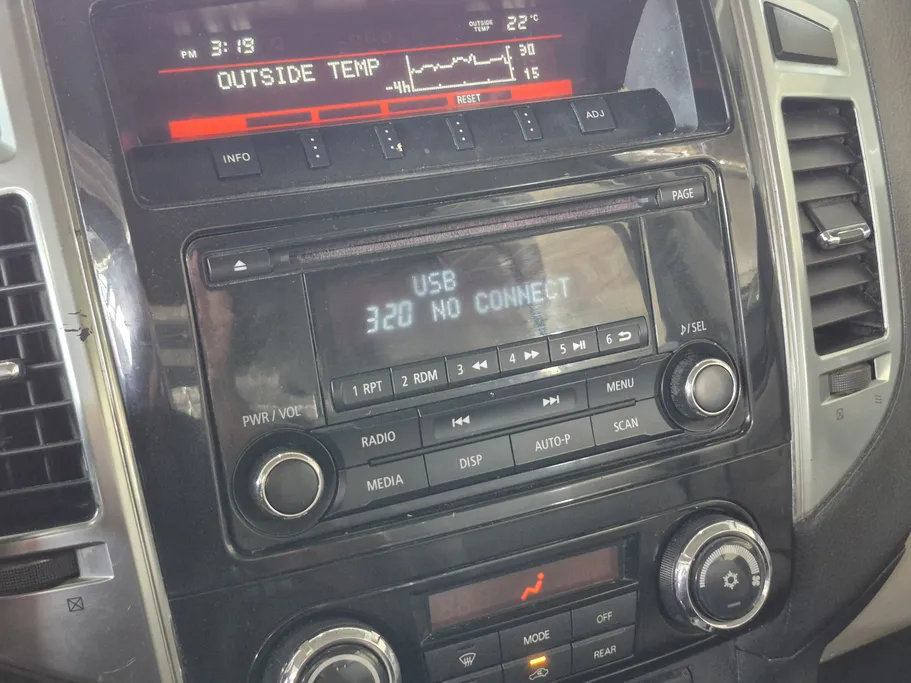 OUTSIDE TEMP 22°C
PM 3:19
OUTSIDE TEMP -4h 30 15
RESET
INFO ADJ
PAGE
USB
320 NO CONNECT
♪/SEL
1 RPT 2 RDM 3 4 5 6
PWR / VOL
RADIO MENU
MEDIA DISP AUTO-P SCAN
MODE OFF
REAR